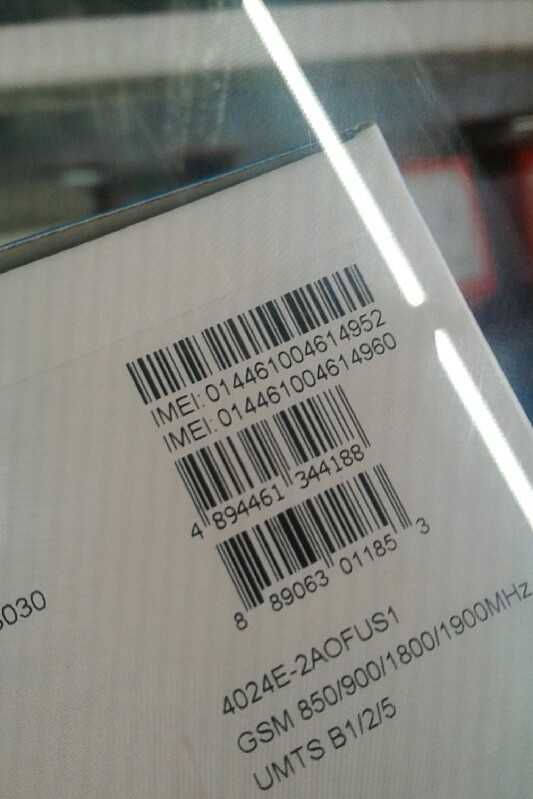 IMEI: 014461004614952
IMEI: 014461004614960
4 894461 344188
8 89063 01185 3
3030
4024E-2AOFUS1
GSM 850/900/1800/1900MHz
UMTS B1/2/5